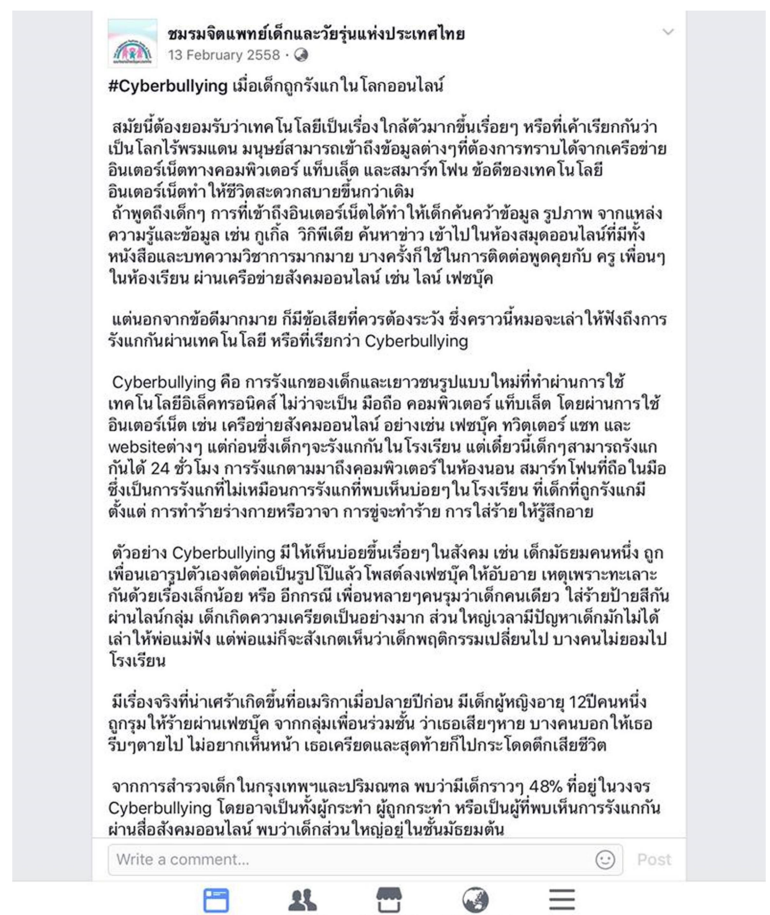 ชมรมจิตแพทย์เด็กและวัยรุ่นแห่งประเทศไทย
13 February 2558 ·
#Cyberbullying เมื่อเด็กถูกรังแกในโลกออนไลน์
สมัยนี้ต้องยอมรับว่าเทคโนโลยีเป็นเรื่องใกล้ตัวมากขึ้นเรื่อยๆ หรือที่เค้าเรียกกันว่า
เป็นโลกไร้พรมแดน มนุษย์สามารถเข้าถึงข้อมูลต่างๆที่ต้องการทราบได้จากเครือข่าย
อินเตอร์เน็ตทางคอมพิวเตอร์ แท็บเล็ต และสมาร์ทโฟน ข้อดีของเทคโนโลยี
อินเตอร์เน็ตทำให้ชีวิตสะดวกสบายขึ้นกว่าเดิม
ถ้าพูดถึงเด็กๆ การที่เข้าถึงอินเตอร์เน็ตได้ทำให้เด็กค้นคว้าข้อมูล รูปภาพ จากแหล่ง
ความรู้และข้อมูล เช่น กูเกิ้ล วิกิพีเดีย ค้นหาข่าว เข้าไปในห้องสมุดออนไลน์ที่มีทั้ง
หนังสือและบทความวิชาการมากมาย บางครั้งก็ใช้ในการติดต่อพูดคุยกับ ครู เพื่อนๆ
ในห้องเรียน ผ่านเครือข่ายสังคมออนไลน์ เช่น ไลน์ เฟซบุ๊ค
แต่นอกจากข้อดีมากมาย ก็มีข้อเสียที่ควรต้องระวัง ซึ่งคราวนี้หมอจะเล่าให้ฟังถึงการ
รังแกกันผ่านเทคโนโลยี หรือที่เรียกว่า Cyberbullying
Cyberbullying คือ การรังแกของเด็กและเยาวชนรูปแบบใหม่ที่ทำผ่านการใช้
เทคโนโลยีอิเล็คทรอนิคส์ ไม่ว่าจะเป็น มือถือ คอมพิวเตอร์ แท็บเล็ต โดยผ่านการใช้
อินเตอร์เน็ต เช่น เครือข่ายสังคมออนไลน์ อย่างเช่น เฟซบุ๊ค ทวิตเตอร์ แชท และ
websiteต่างๆ แต่ก่อนซึ่งเด็กๆจะรังแกกันในโรงเรียน แต่เดี๋ยวนี้เด็กๆสามารถรังแก
กันได้ 24 ชั่วโมง การรังแกตามมาถึงคอมพิวเตอร์ในห้องนอน สมาร์ทโฟนที่ถือในมือ
ซึ่งเป็นการรังแกที่ไม่เหมือนการรังแกที่พบเห็นบ่อยๆในโรงเรียน ที่เด็กที่ถูกรังแกมี
ตั้งแต่ การทำร้ายร่างกายหรือวาจา การขู่จะทำร้าย การใส่ร้ายให้รู้สึกอาย
ตัวอย่าง Cyberbullying มีให้เห็นบ่อยขึ้นเรื่อยๆในสังคม เช่น เด็กมัธยมคนหนึ่ง ถูก
เพื่อนเอารูปตัวเองตัดต่อเป็นรูปโป๊แล้วโพสต์ลงเฟซบุ๊คให้อับอาย เหตุเพราะทะเลาะ
กันด้วยเรื่องเล็กน้อย หรือ อีกกรณี เพื่อนหลายๆคนรุมว่าเด็กคนเดียว ใส่ร้ายป้ายสีกัน
ผ่านไลน์กลุ่ม เด็กเกิดความเครียดเป็นอย่างมาก ส่วนใหญ่เวลามีปัญหาเด็กมักไม่ได้
เล่าให้พ่อแม่ฟัง แต่พ่อแม่ก็จะสังเกตเห็นว่าเด็กพฤติกรรมเปลี่ยนไป บางคนไม่ยอมไป
โรงเรียน
มีเรื่องจริงที่น่าเศร้าเกิดขึ้นที่อเมริกาเมื่อปลายปีก่อน มีเด็กผู้หญิงอายุ 12ปีคนหนึ่ง
ถูกรุมให้ร้ายผ่านเฟซบุ๊ค จากกลุ่มเพื่อนร่วมชั้น ว่าเธอเสียๆหาย บางคนบอกให้เธอ
รีบๆตายไป ไม่อยากเห็นหน้า เธอเครียดและสุดท้ายก็ไปกระโดดตึกเสียชีวิต
จากการสำรวจเด็กในกรุงเทพฯและปริมณฑล พบว่ามีเด็กราวๆ 48% ที่อยู่ในวงจร
Cyberbullying โดยอาจเป็นทั้งผู้กระทำ ผู้ถูกกระทำ หรือเป็นผู้ที่พบเห็นการรังแกกัน
ผ่านสื่อสังคมออนไลน์ พบว่าเด็กส่วนใหญ่อยู่ในชั้นมัธยมต้น
Write a comment...
Post